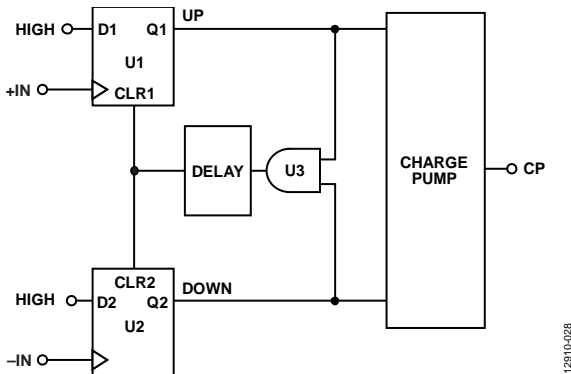 UP
HIGH D1 Q1
U1
+IN
CLR1
DELAY U3 CHARGE PUMP CP
CLR2
DOWN
HIGH D2 Q2
U2
–IN
12910-028